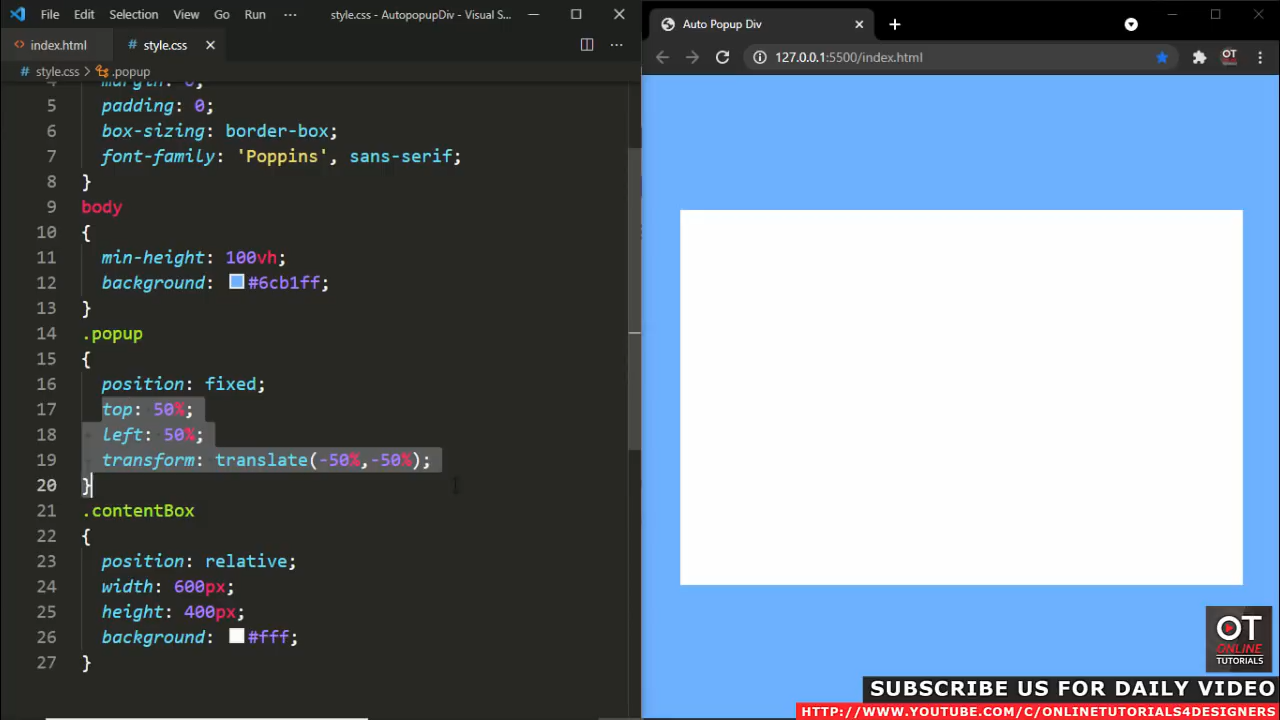 File Edit Selection View Go Run ··· style.css - AutopopupDiv - Visual S...
index.html # style.css
# style.css > .popup
4 margin: 0;
5 padding: 0;
6 box-sizing: border-box;
7 font-family: 'Poppins', sans-serif;
8 }
9 body
10 {
11 min-height: 100vh;
12 background: #6cb1ff;
13 }
14 .popup
15 {
16 position: fixed;
17 top: 50%;
18 left: 50%;
19 transform: translate(-50%,-50%);
20 }
21 .contentBox
22 {
23 position: relative;
24 width: 600px;
25 height: 400px;
26 background: #fff;
27 }
Auto Popup Div
127.0.0.1:5500/index.html
OT
OT
ONLINE
TUTORIALS
SUBSCRIBE US FOR DAILY VIDEO
HTTP://WWW.YOUTUBE.COM/C/ONLINETUTORIALS4DESIGNERS